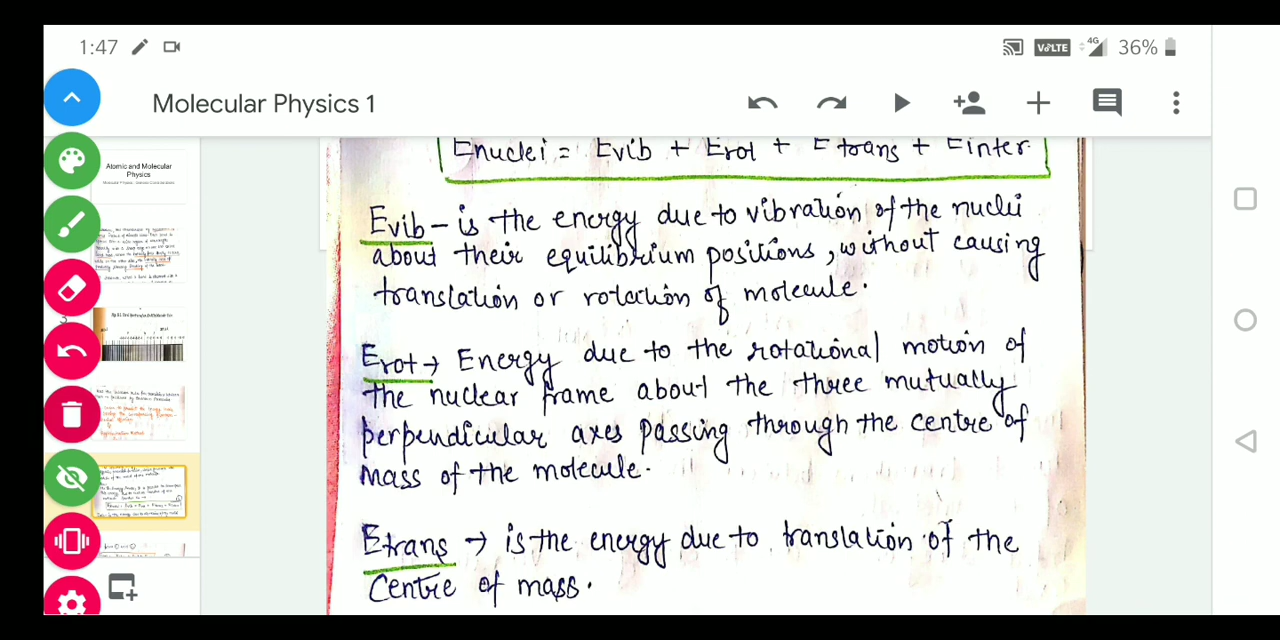 1:47
VoLTE
4G
36%
Molecular Physics 1
Atomic and Molecular
Physics
Enuclei = Evib + Erot + Etrans + Einter
Evib – is the energy due to vibration of the nuclei
about their equilibrium positions, without causing
translation or rotation of molecule.
Erot → Energy due to the rotational motion of
the nuclear frame about the three mutually
perpendicular axes passing through the centre of
mass of the molecule.
Etrans → is the energy due to translation of the
Centre of mass.